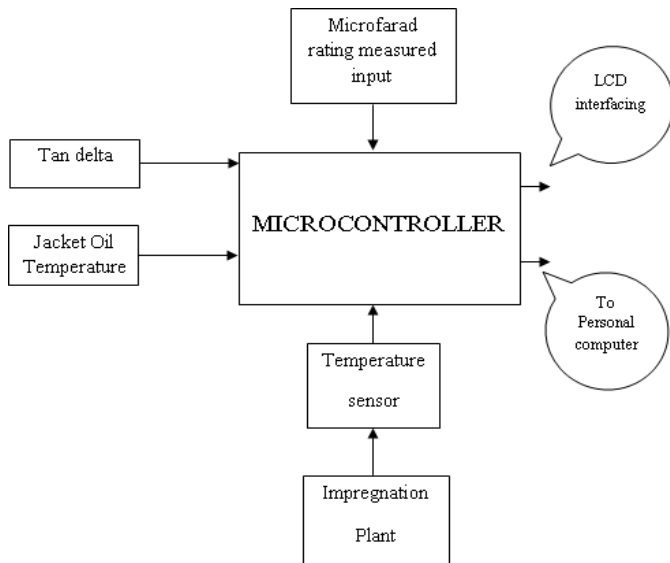 Microfarad
rating measured
input
LCD
interfacing
Tan delta
MICROCONTROLLER
Jacket Oil
Temperature
To
Personal
computer
Temperature
sensor
Impregnation
Plant